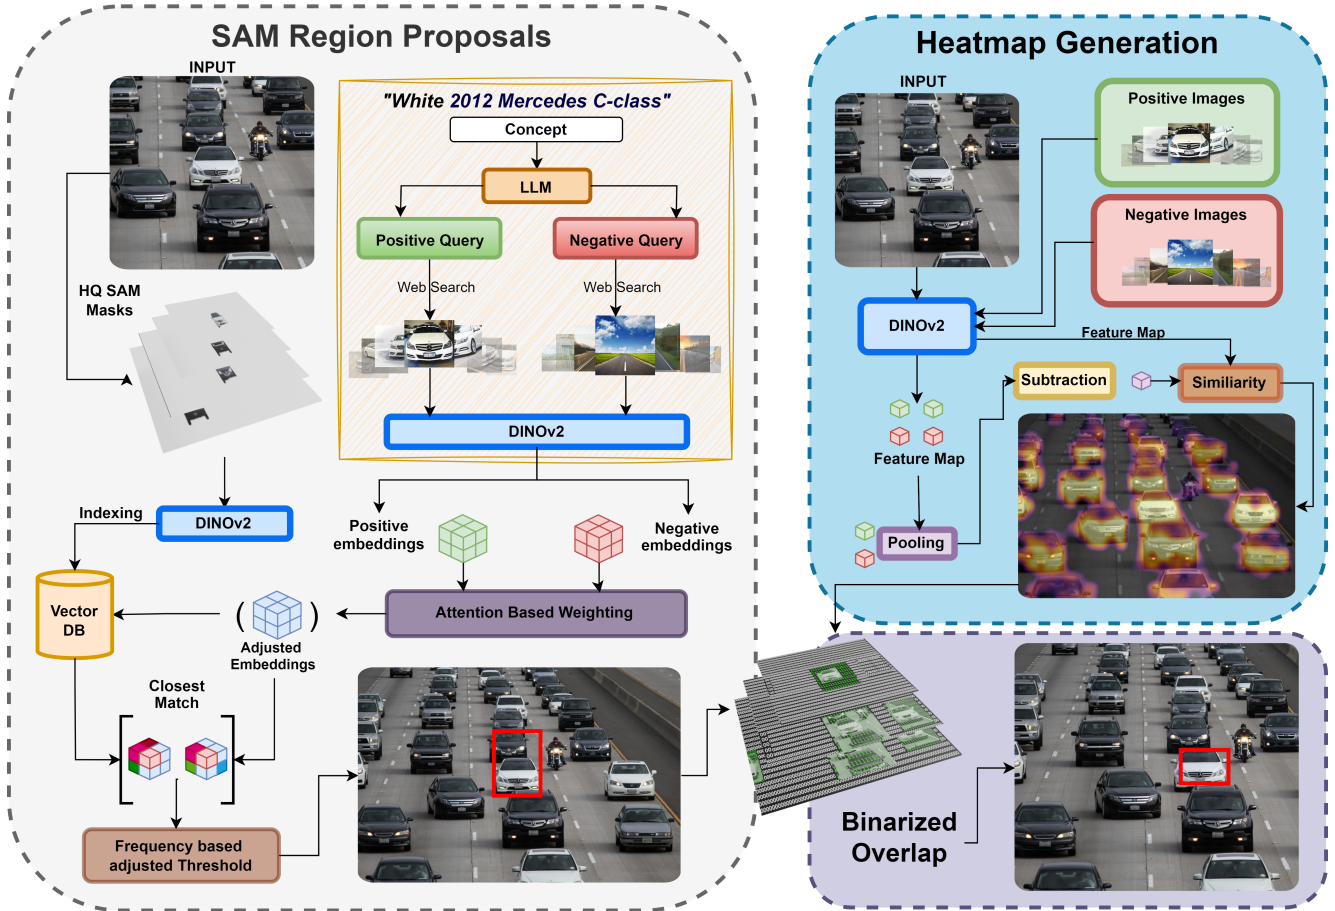 SAM Region Proposals
INPUT
"White 2012 Mercedes C-class"
Concept
LLM
Positive Query
Negative Query
Web Search
Web Search
HQ SAM
Masks
DINOv2
Indexing
DINOv2
Positive
embeddings
Negative
embeddings
Vector
DB
(
)
Attention Based Weighting
Adjusted
Embeddings
Closest
Match
Frequency based
adjusted Threshold
Heatmap Generation
INPUT
Positive Images
Negative Images
DINOv2
Feature Map
Subtraction
Similiarity
Feature Map
Pooling
Binarized
Overlap